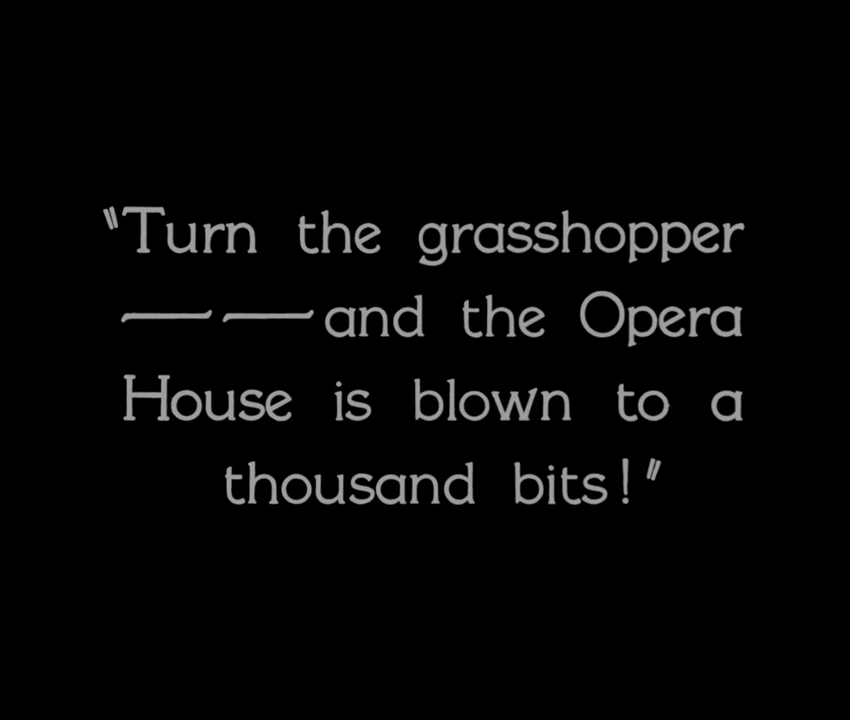 "Turn the grasshopper
— — and the Opera
House is blown to a
thousand bits!"